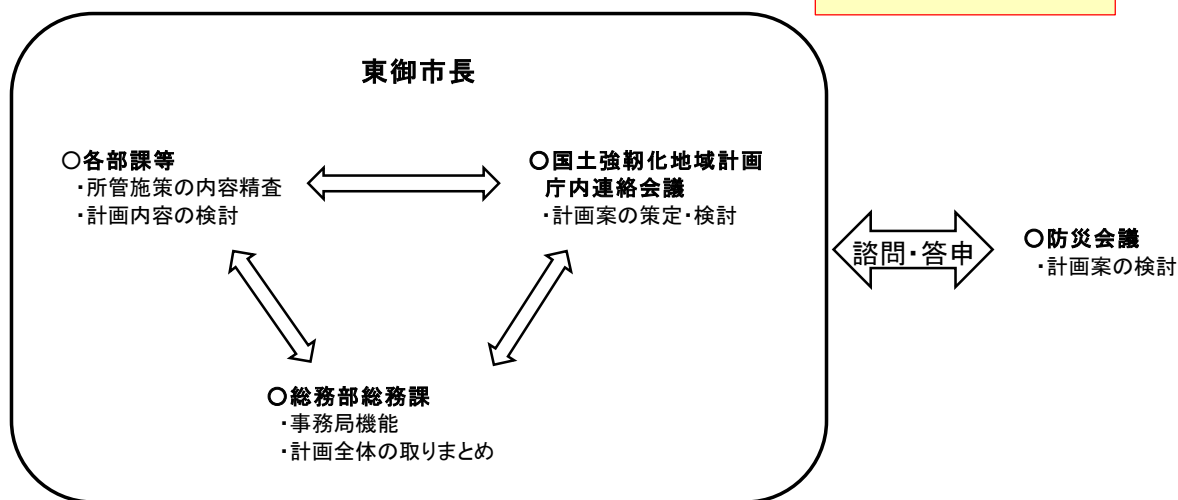 東御市長
○各部課等
・所管施策の内容精査
・計画内容の検討
○国土強靭化地域計画
庁内連絡会議
・計画案の策定・検討
諮問・答申
○防災会議
・計画案の検討
○総務部総務課
・事務局機能
・計画全体の取りまとめ